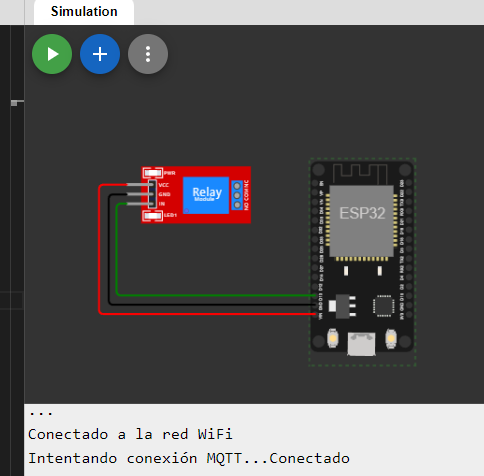 Simulation
PWR
VCC
GND
IN
LED1
Relay
Module
NO COM NC
ESP32
...
Conectado a la red WiFi
Intentando conexión MQTT...Conectado